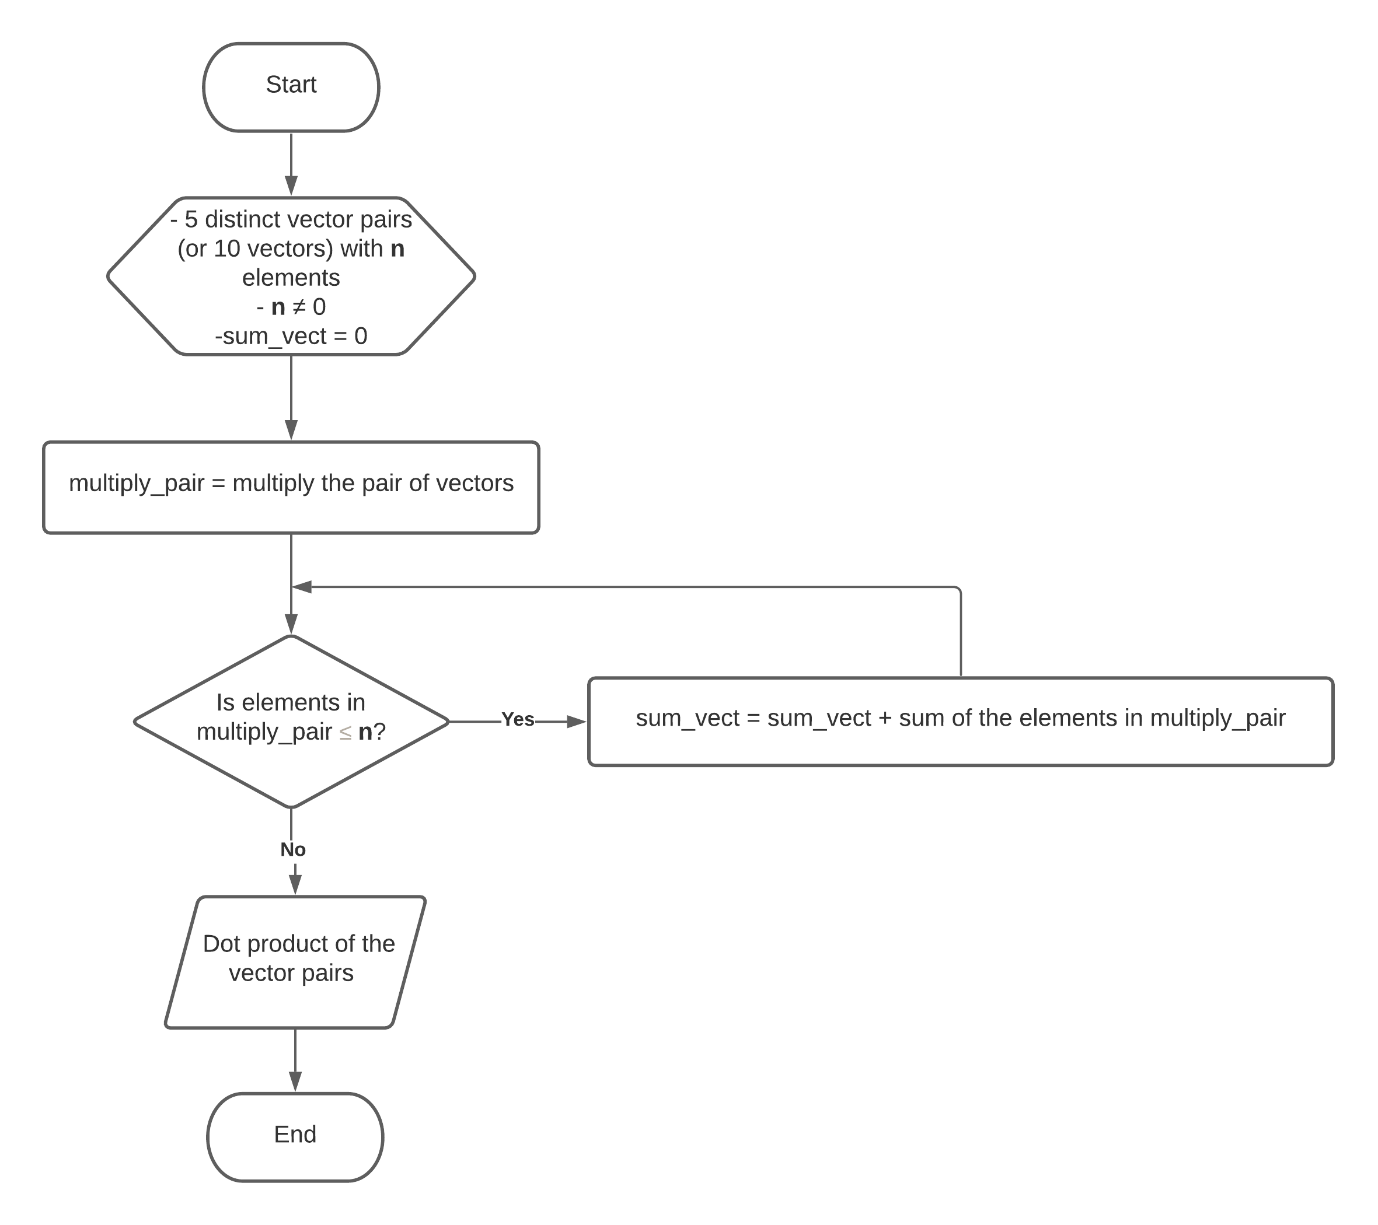 Start
- 5 distinct vector pairs
(or 10 vectors) with n
elements
- n ≠ 0
-sum_vect = 0
multiply_pair = multiply the pair of vectors
Is elements in
multiply_pair ≤ n?
Yes
sum_vect = sum_vect + sum of the elements in multiply_pair
No
Dot product of the
vector pairs
End